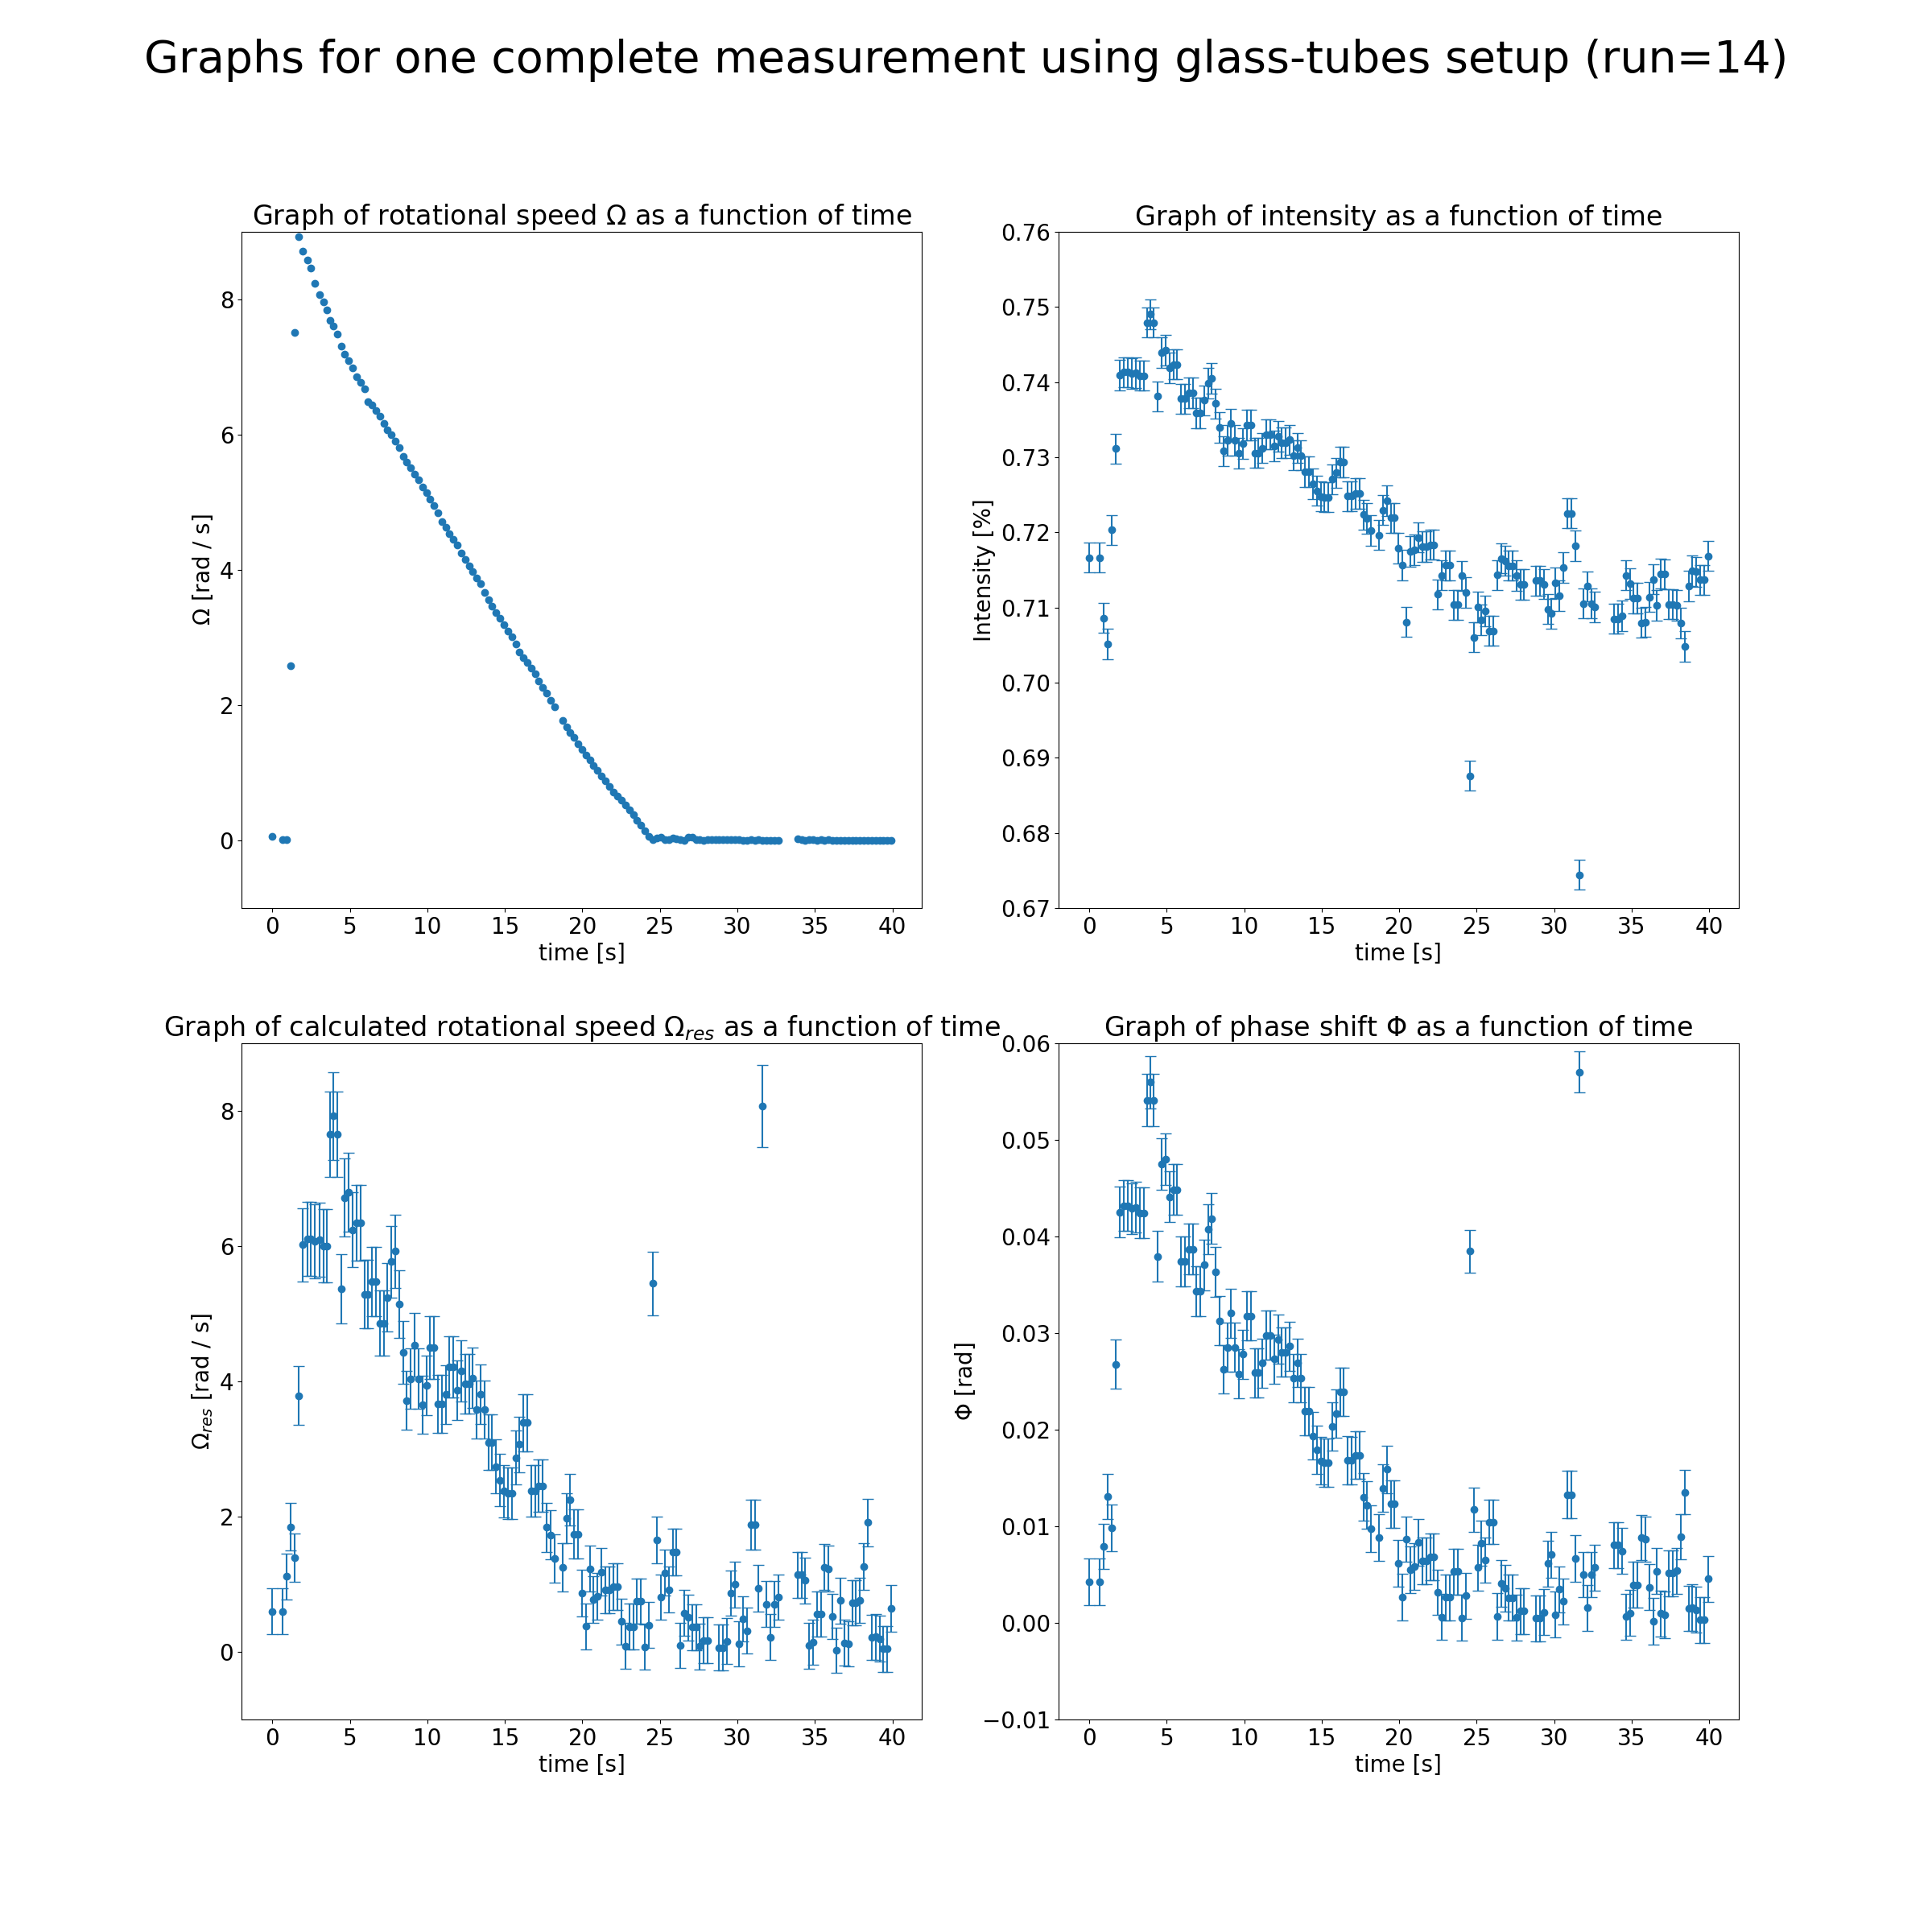 Graphs for one complete measurement using glass-tubes setup (run=14)
Graph of rotational speed Ω as a function of time
Ω [rad / s]
8
6
4
2
0
0 5 10 15 20 25 30 35 40
time [s]
Graph of intensity as a function of time
Intensity [%]
0.76
0.75
0.74
0.73
0.72
0.71
0.70
0.69
0.68
0.67
0 5 10 15 20 25 30 35 40
time [s]
Graph of calculated rotational speed Ωres as a function of time
Ωres [rad / s]
8
6
4
2
0
0 5 10 15 20 25 30 35 40
time [s]
Graph of phase shift Φ as a function of time
Φ [rad]
0.06
0.05
0.04
0.03
0.02
0.01
0.00
−0.01
0 5 10 15 20 25 30 35 40
time [s]